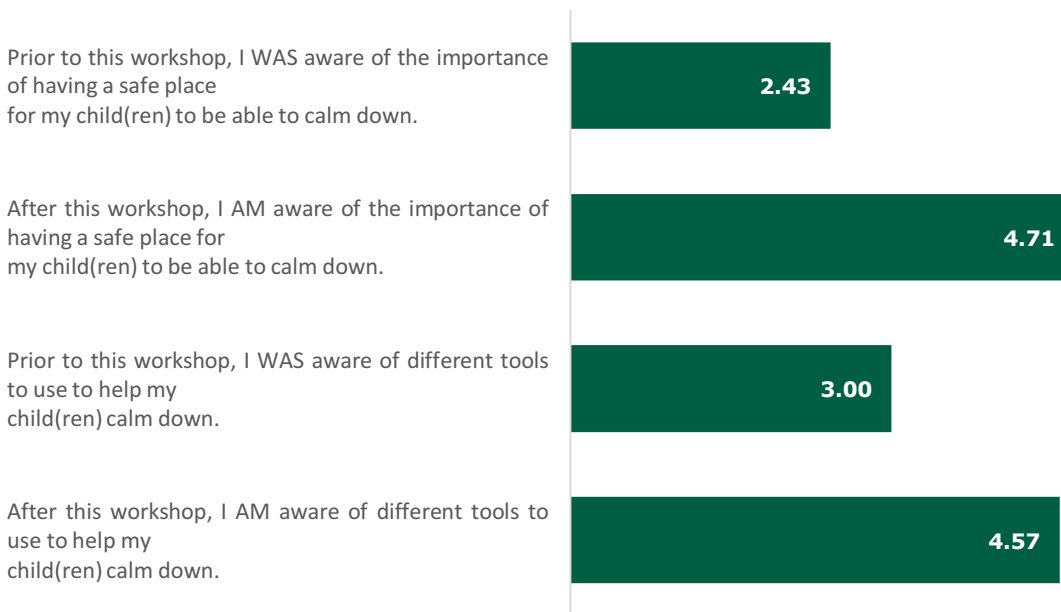 Prior to this workshop, I WAS aware of the importance
of having a safe place
for my child(ren) to be able to calm down.
2.43
After this workshop, I AM aware of the importance of
having a safe place for
my child(ren) to be able to calm down.
4.71
Prior to this workshop, I WAS aware of different tools
to use to help my
child(ren) calm down.
3.00
After this workshop, I AM aware of different tools to
use to help my
child(ren) calm down.
4.57